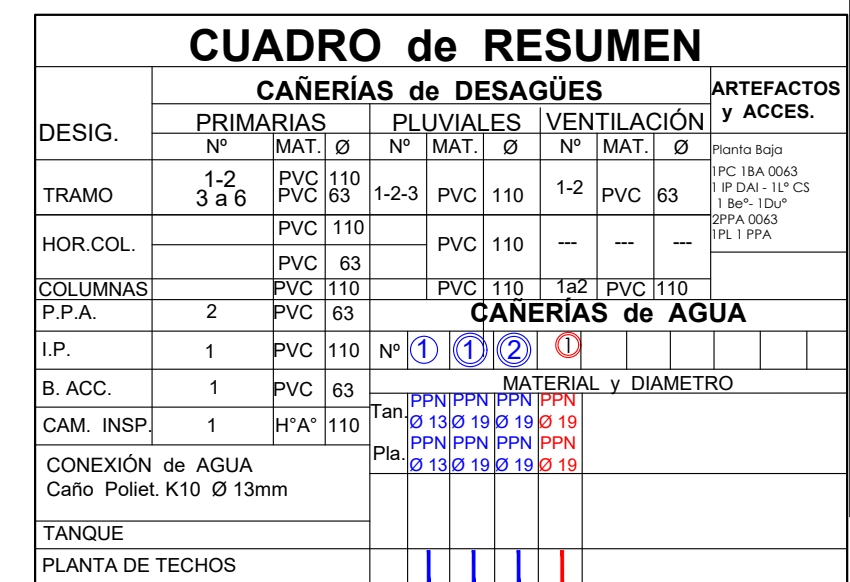 CUADRO de RESUMEN
DESIG.
CAÑERÍAS de DESAGÜES
ARTEFACTOS
y ACCES.
PRIMARIAS PLUVIALES VENTILACIÓN
Nº MAT. Ø Nº MAT. Ø Nº MAT. Ø
Planta Baja
1PC 1BA 0063
1 IP DAI - 1Lº CS
1 Beº- 1Duº
2PPA 0063
1PL 1 PPA
TRAMO 1-2 PVC 110 1-2-3 PVC 110 1-2 PVC 63
3 a 6 PVC 63
HOR.COL. PVC 110 PVC 110 --- --- ---
PVC 63
COLUMNAS PVC 110 PVC 110 1a2 PVC 110
P.P.A. 2 PVC 63
CAÑERÍAS de AGUA
I.P. 1 PVC 110
Nº 1 1 2 1
B. ACC. 1 PVC 63
MATERIAL y DIAMETRO
CAM. INSP. 1 H°A° 110
Tan. PPN PPN PPN PPN
Ø 13 Ø 19 Ø 19 Ø 19
Pla. PPN PPN PPN PPN
Ø 13 Ø 19 Ø 19 Ø 19
CONEXIÓN de AGUA
Caño Poliet. K10 Ø 13mm
TANQUE
PLANTA DE TECHOS